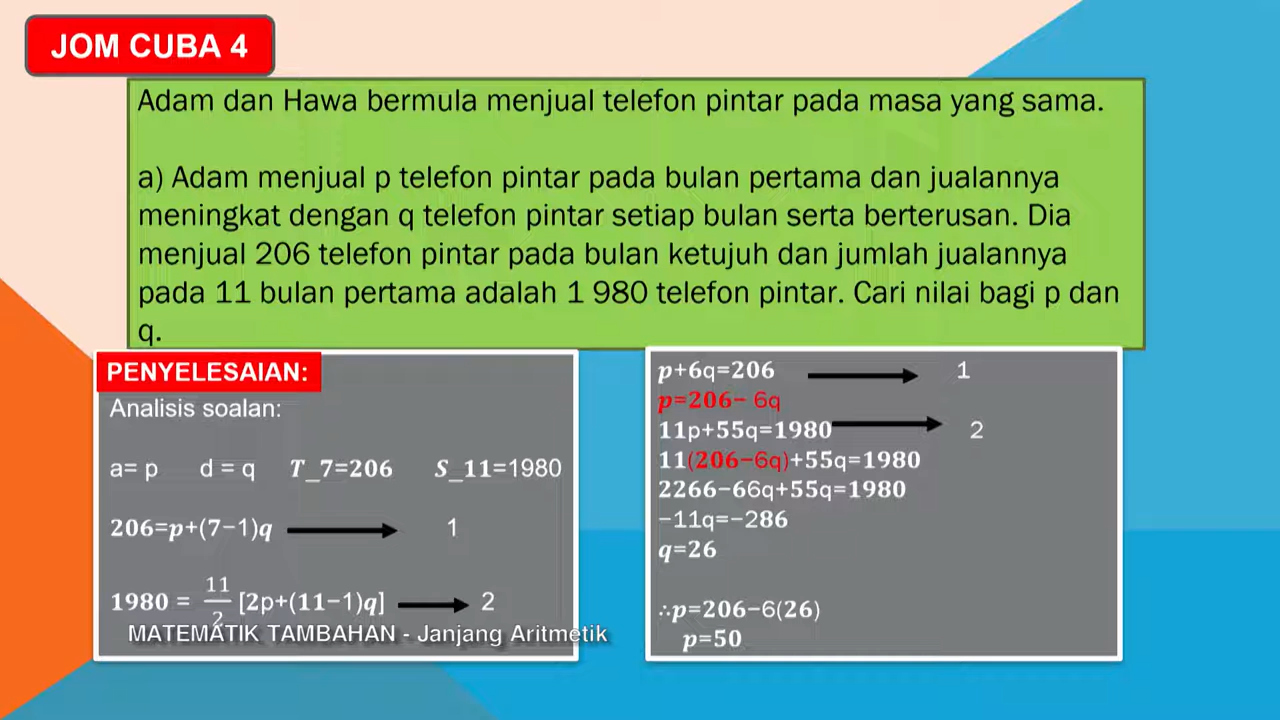 JOM CUBA 4
Adam dan Hawa bermula menjual telefon pintar pada masa yang sama.
a) Adam menjual p telefon pintar pada bulan pertama dan jualannya
meningkat dengan q telefon pintar setiap bulan serta berterusan. Dia
menjual 206 telefon pintar pada bulan ketujuh dan jumlah jualannya
pada 11 bulan pertama adalah 1 980 telefon pintar. Cari nilai bagi p dan
q.
PENYELESAIAN:
Analisis soalan:
a= p d = q T_7=206 S_11=1980
206=p+(7−1)q ⟶ 1
1980 = 11/2 [2p+(11−1)q] ⟶ 2
MATEMATIK TAMBAHAN - Janjang Aritmetik
p+6q=206 ⟶ 1
p=206− 6q
11p+55q=1980 ⟶ 2
11(206−6q)+55q=1980
2266−66q+55q=1980
−11q=−286
q=26
∴p=206−6(26)
p=50